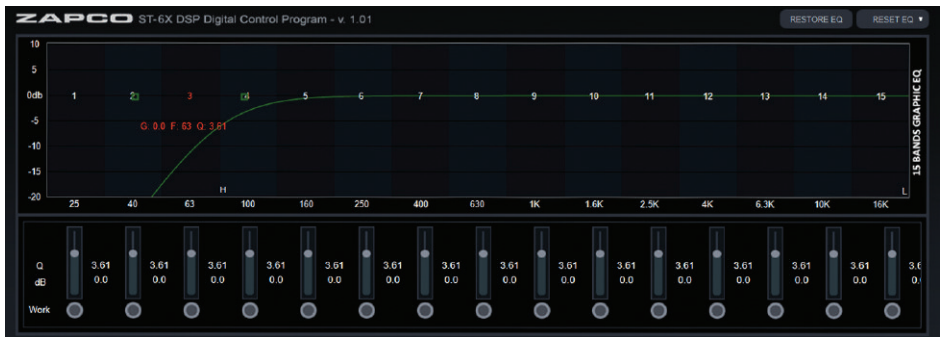 ZAPCO ST-6X DSP Digital Control Program - v. 1.01 RESTORE EQ RESET EQ
10
5
0db 1 2 3 4 5 6 7 8 9 10 11 12 13 14 15
-5 G: 0.0 F: 63 Q: 3.61
-10
-15
-20 H L
15 BANDS GRAPHIC EQ
25 40 63 100 160 250 400 630 1K 1.6K 2.5K 4K 6.3K 10K 16K
Q 3.61 3.61 3.61 3.61 3.61 3.61 3.61 3.61 3.61 3.61 3.61 3.61 3.61 3.61 3.6
dB 0.0 0.0 0.0 0.0 0.0 0.0 0.0 0.0 0.0 0.0 0.0 0.0 0.0 0.0 0.
Work